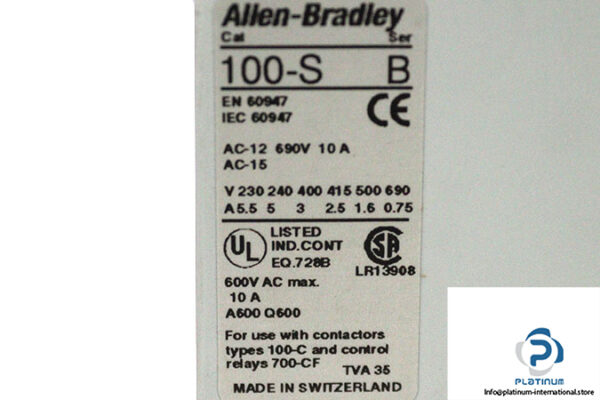 Allen-Bradley
Cat Ser
100-S B
EN 60947
IEC 60947
CE
AC-12 690V 10 A
AC-15
V 230 240 400 415 500 690
A 5.5 5 3 2.5 1.6 0.75
UL LISTED
IND.CONT
EQ.728B
SA
LR13908
600V AC max.
10 A
A600 Q600
For use with contactors
types 100-C and control
relays 700-CF
TVA 35
MADE IN SWITZERLAND
PLATINUM
Info@platinum-international.store